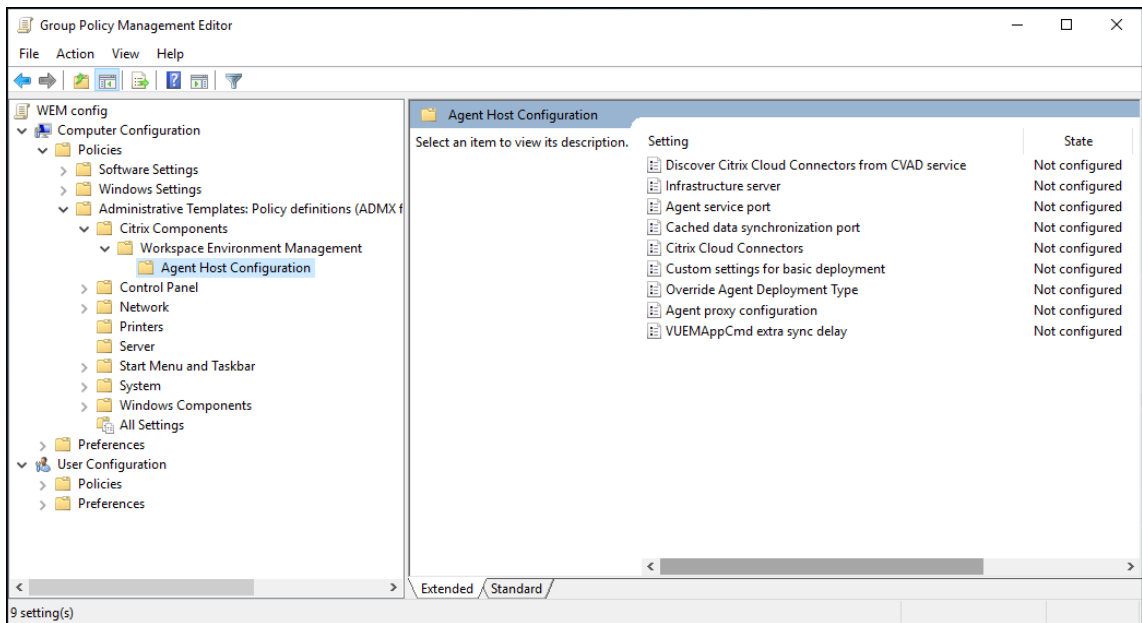 Group Policy Management Editor
File Action View Help
WEM config
Computer Configuration
Policies
Software Settings
Windows Settings
Administrative Templates: Policy definitions (ADMX f
Citrix Components
Workspace Environment Management
Agent Host Configuration
Control Panel
Network
Printers
Server
Start Menu and Taskbar
System
Windows Components
All Settings
Preferences
User Configuration
Policies
Preferences
Agent Host Configuration
Select an item to view its description.
Setting State
Discover Citrix Cloud Connectors from CVAD service Not configured
Infrastructure server Not configured
Agent service port Not configured
Cached data synchronization port Not configured
Citrix Cloud Connectors Not configured
Custom settings for basic deployment Not configured
Override Agent Deployment Type Not configured
Agent proxy configuration Not configured
VUEMAppCmd extra sync delay Not configured
Extended Standard
9 setting(s)